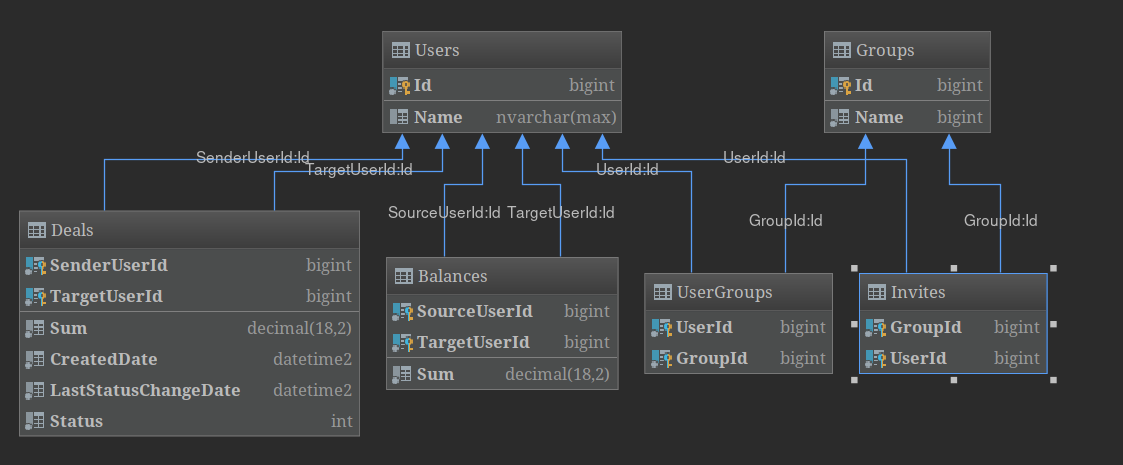 Users
Id bigint
Name nvarchar(max)
Groups
Id bigint
Name bigint
SenderUserId:Id
TargetUserId:Id
UserId:Id
UserId:Id
SourceUserId:Id
TargetUserId:Id
GroupId:Id
GroupId:Id
Deals
SenderUserId bigint
TargetUserId bigint
Sum decimal(18,2)
CreatedDate datetime2
LastStatusChangeDate datetime2
Status int
Balances
SourceUserId bigint
TargetUserId bigint
Sum decimal(18,2)
UserGroups
UserId bigint
GroupId bigint
Invites
GroupId bigint
UserId bigint